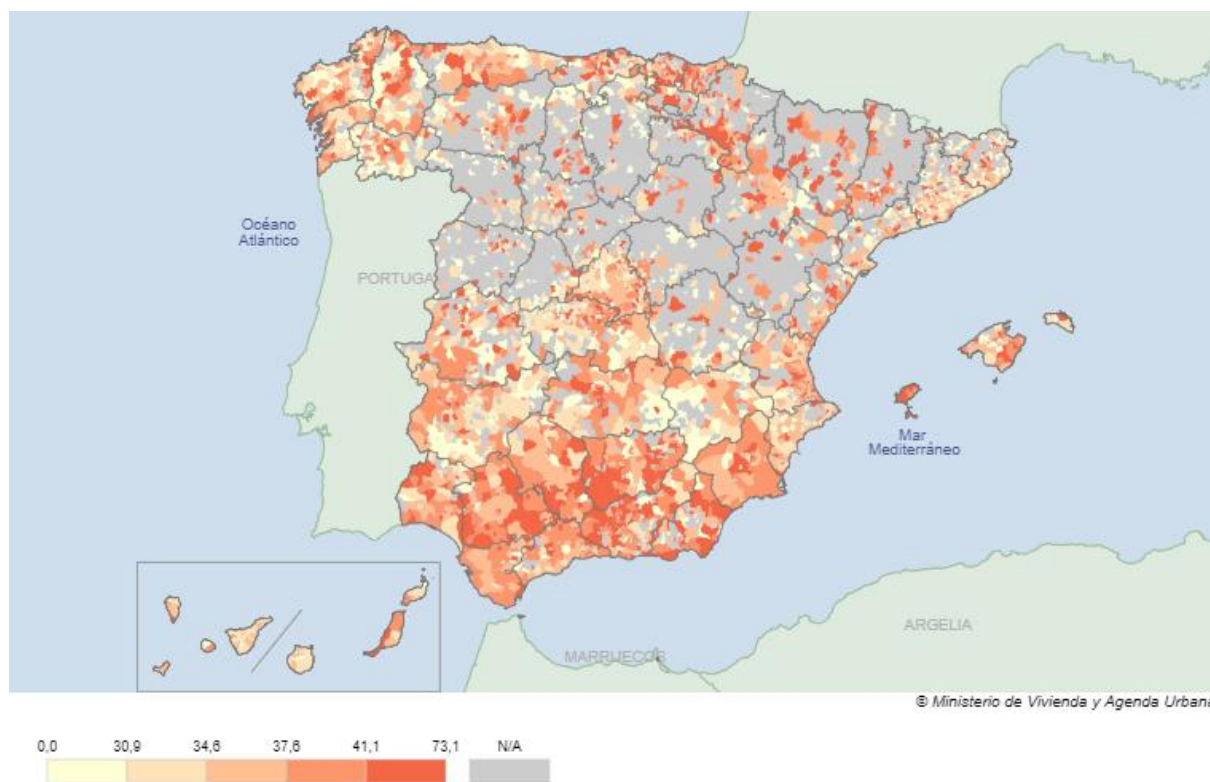 Océano
Atlántico
PORTUGA
Mar
Mediterráneo
ARGELIA
MARRUECOS
© Ministerio de Vivienda y Agenda Urbana
0,0 30,9 34,6 37,6 41,1 73,1 N/A